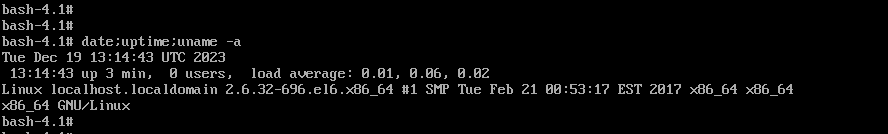 bash-4.1#
bash-4.1#
bash-4.1# date;uptime;uname -a
Tue Dec 19 13:14:43 UTC 2023
 13:14:43 up 3 min,  0 users,  load average: 0.01, 0.06, 0.02
Linux localhost.localdomain 2.6.32-696.el6.x86_64 #1 SMP Tue Feb 21 00:53:17 EST 2017 x86_64 x86_64
x86_64 GNU/Linux
bash-4.1#
bash-4.1#